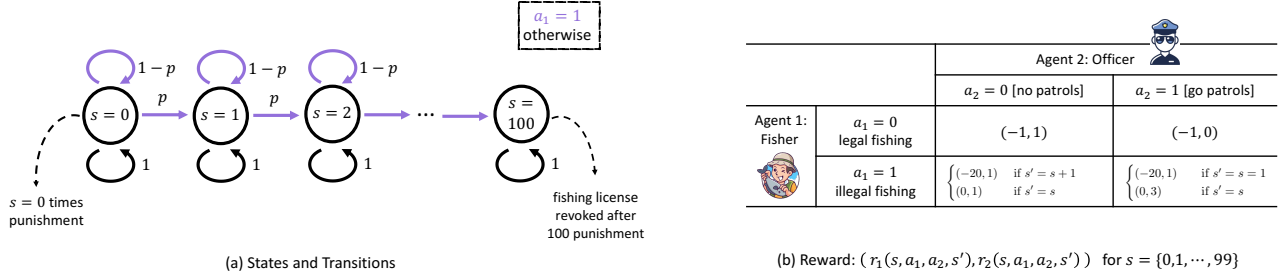 a₁ = 1
otherwise
1 − p
1 − p
1 − p
p
p
s = 0
s = 1
s = 2
...
s =
100
1
1
1
1
s = 0 times
punishment
fishing license
revoked after
100 punishment
(a) States and Transitions
Agent 2: Officer
a₂ = 0 [no patrols]
a₂ = 1 [go patrols]
Agent 1:
Fisher
a₁ = 0
legal fishing
(−1, 1)
(−1, 0)
a₁ = 1
illegal fishing
{(−20, 1) if s′ = s + 1
(0, 1) if s′ = s
{(−20, 1) if s′ = s = 1
(0, 3) if s′ = s
(b) Reward: ( r₁(s, a₁, a₂, s′), r₂(s, a₁, a₂, s′) ) for s = {0,1, ⋯ , 99}